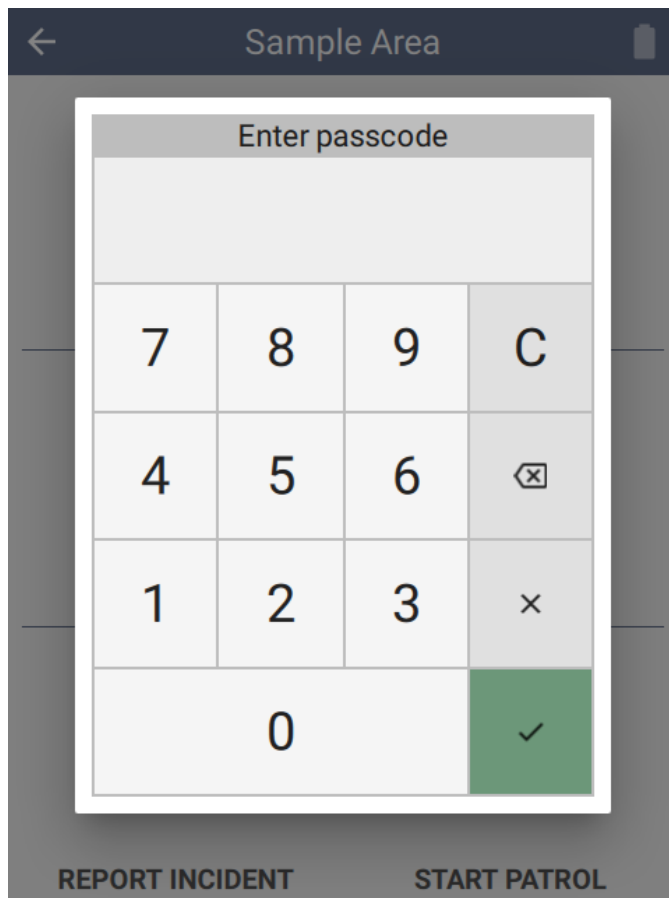 Sample Area
Enter passcode
7 8 9 C
4 5 6
1 2 3
0
REPORT INCIDENT START PATROL